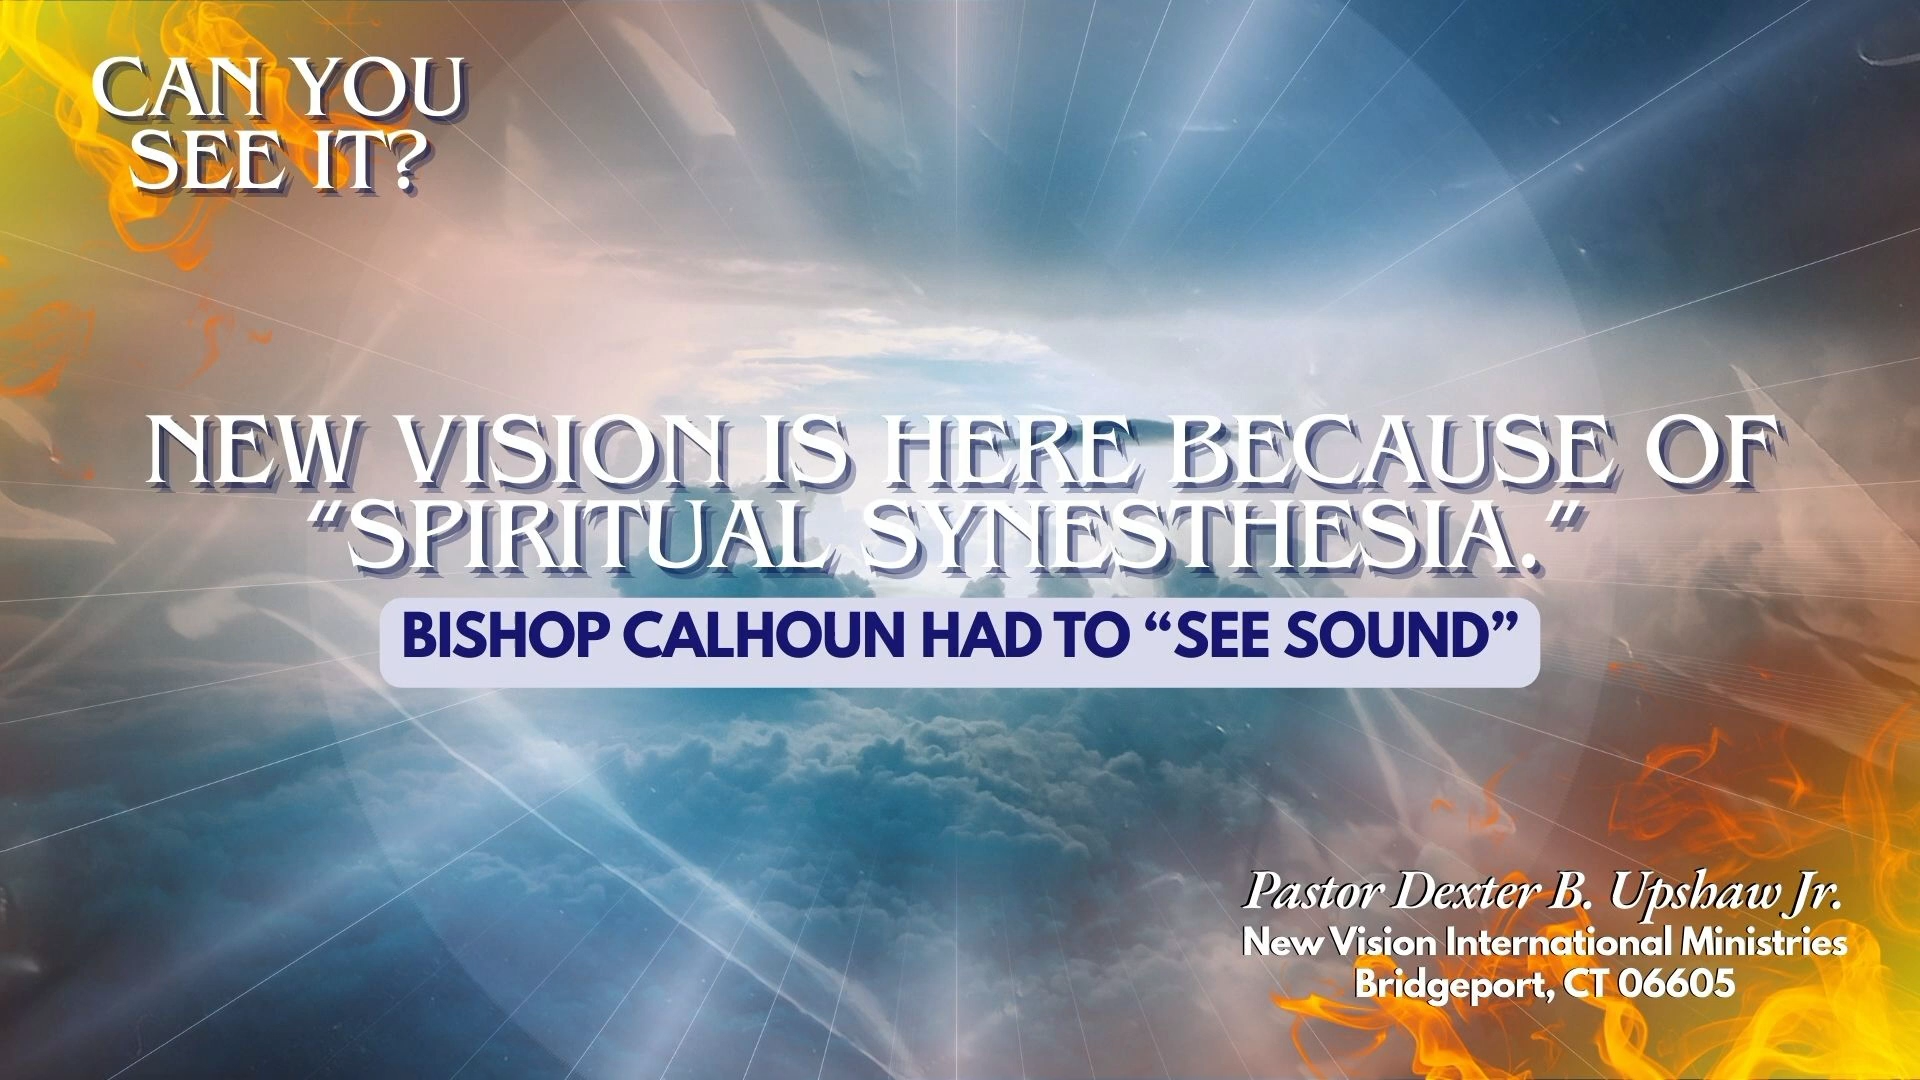 CAN YOU
SEE IT?
NEW VISION IS HERE BECAUSE OF
“SPIRITUAL SYNESTHESIA.”
BISHOP CALHOUN HAD TO “SEE SOUND”
Pastor Dexter B. Upshaw Jr.
New Vision International Ministries
Bridgeport, CT 06605